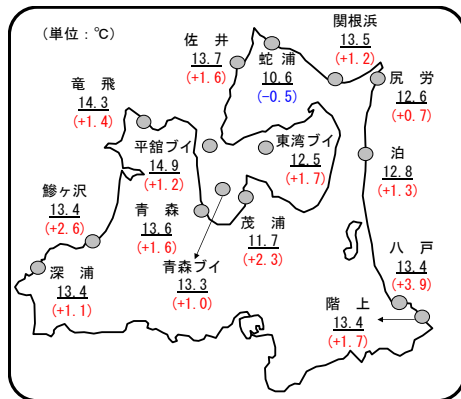 (単位：℃)
佐井
13.7
(+1.6)
蛇浦
10.6
(−0.5)
関根浜
13.5
(+1.2)
尻労
12.6
(+0.7)
竜飛
14.3
(+1.4)
平舘ブイ
14.9
(+1.2)
東湾ブイ
12.5
(+1.7)
泊
12.8
(+1.3)
鰺ヶ沢
13.4
(+2.6)
青森
13.6
(+1.6)
茂浦
11.7
(+2.3)
深浦
13.4
(+1.1)
青森ブイ
13.3
(+1.0)
八戸
13.4
(+3.9)
階上
13.4
(+1.7)